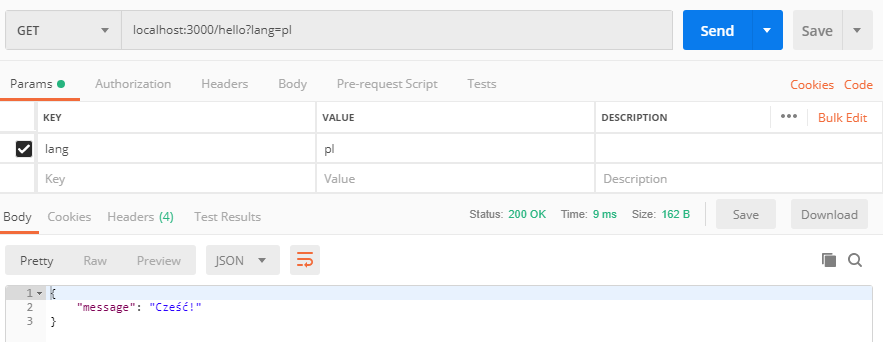 GET localhost:3000/hello?lang=pl Send Save
Params Authorization Headers Body Pre-request Script Tests Cookies Code
KEY VALUE DESCRIPTION ••• Bulk Edit
lang pl
Key Value Description
Body Cookies Headers (4) Test Results Status: 200 OK Time: 9 ms Size: 162 B Save Download
Pretty Raw Preview JSON
1 {
2 "message": "Cześć!"
3 }